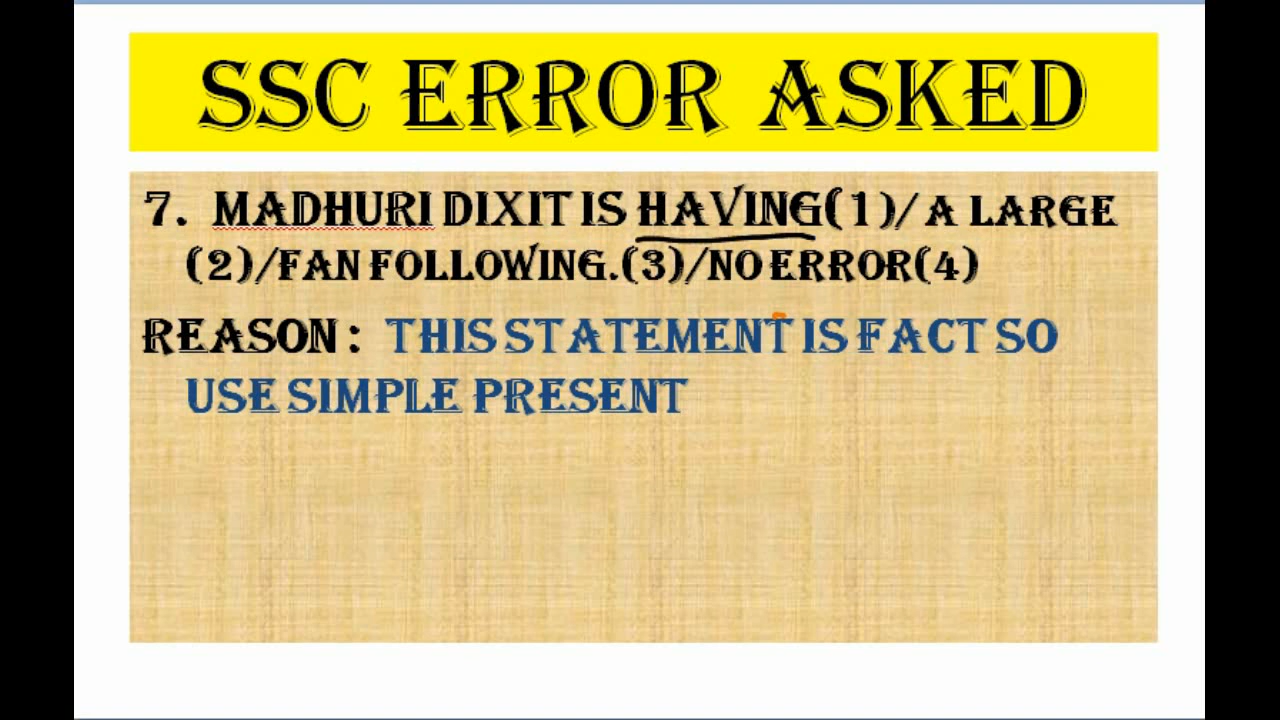 SSC ERROR ASKED
7. MADHURI DIXIT IS HAVING(1)/ A LARGE
(2)/FAN FOLLOWING.(3)/NO ERROR(4)
REASON : THIS STATEMENT IS FACT SO
USE SIMPLE PRESENT